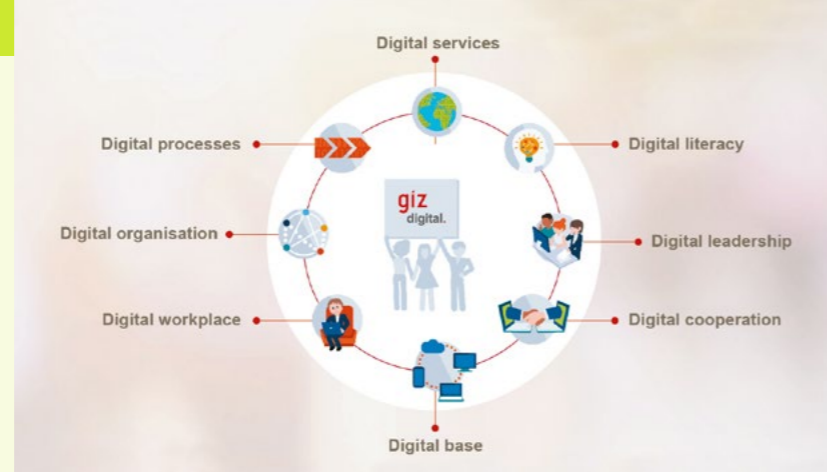 Digital services
Digital processes
Digital literacy
giz
digital.
Digital organisation
Digital leadership
Digital workplace
Digital cooperation
Digital base